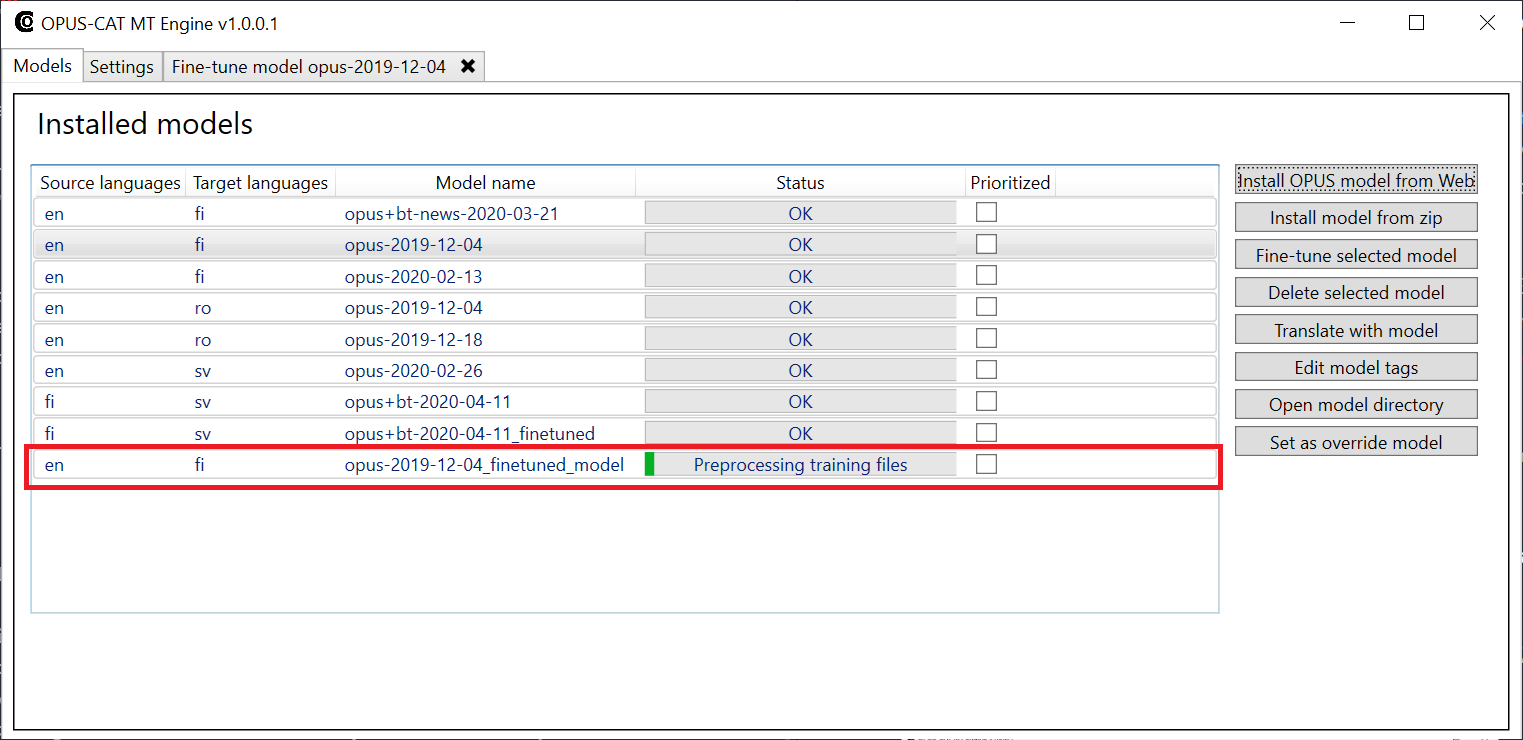 OPUS-CAT MT Engine v1.0.0.1
Models Settings Fine-tune model opus-2019-12-04
Installed models
Source languages Target languages Model name Status Prioritized
en fi opus+bt-news-2020-03-21 OK
en fi opus-2019-12-04 OK
en fi opus-2020-02-13 OK
en ro opus-2019-12-04 OK
en ro opus-2019-12-18 OK
en sv opus-2020-02-26 OK
fi sv opus+bt-2020-04-11 OK
fi sv opus+bt-2020-04-11_finetuned OK
en fi opus-2019-12-04_finetuned_model Preprocessing training files
Install OPUS model from Web
Install model from zip
Fine-tune selected model
Delete selected model
Translate with model
Edit model tags
Open model directory
Set as override model